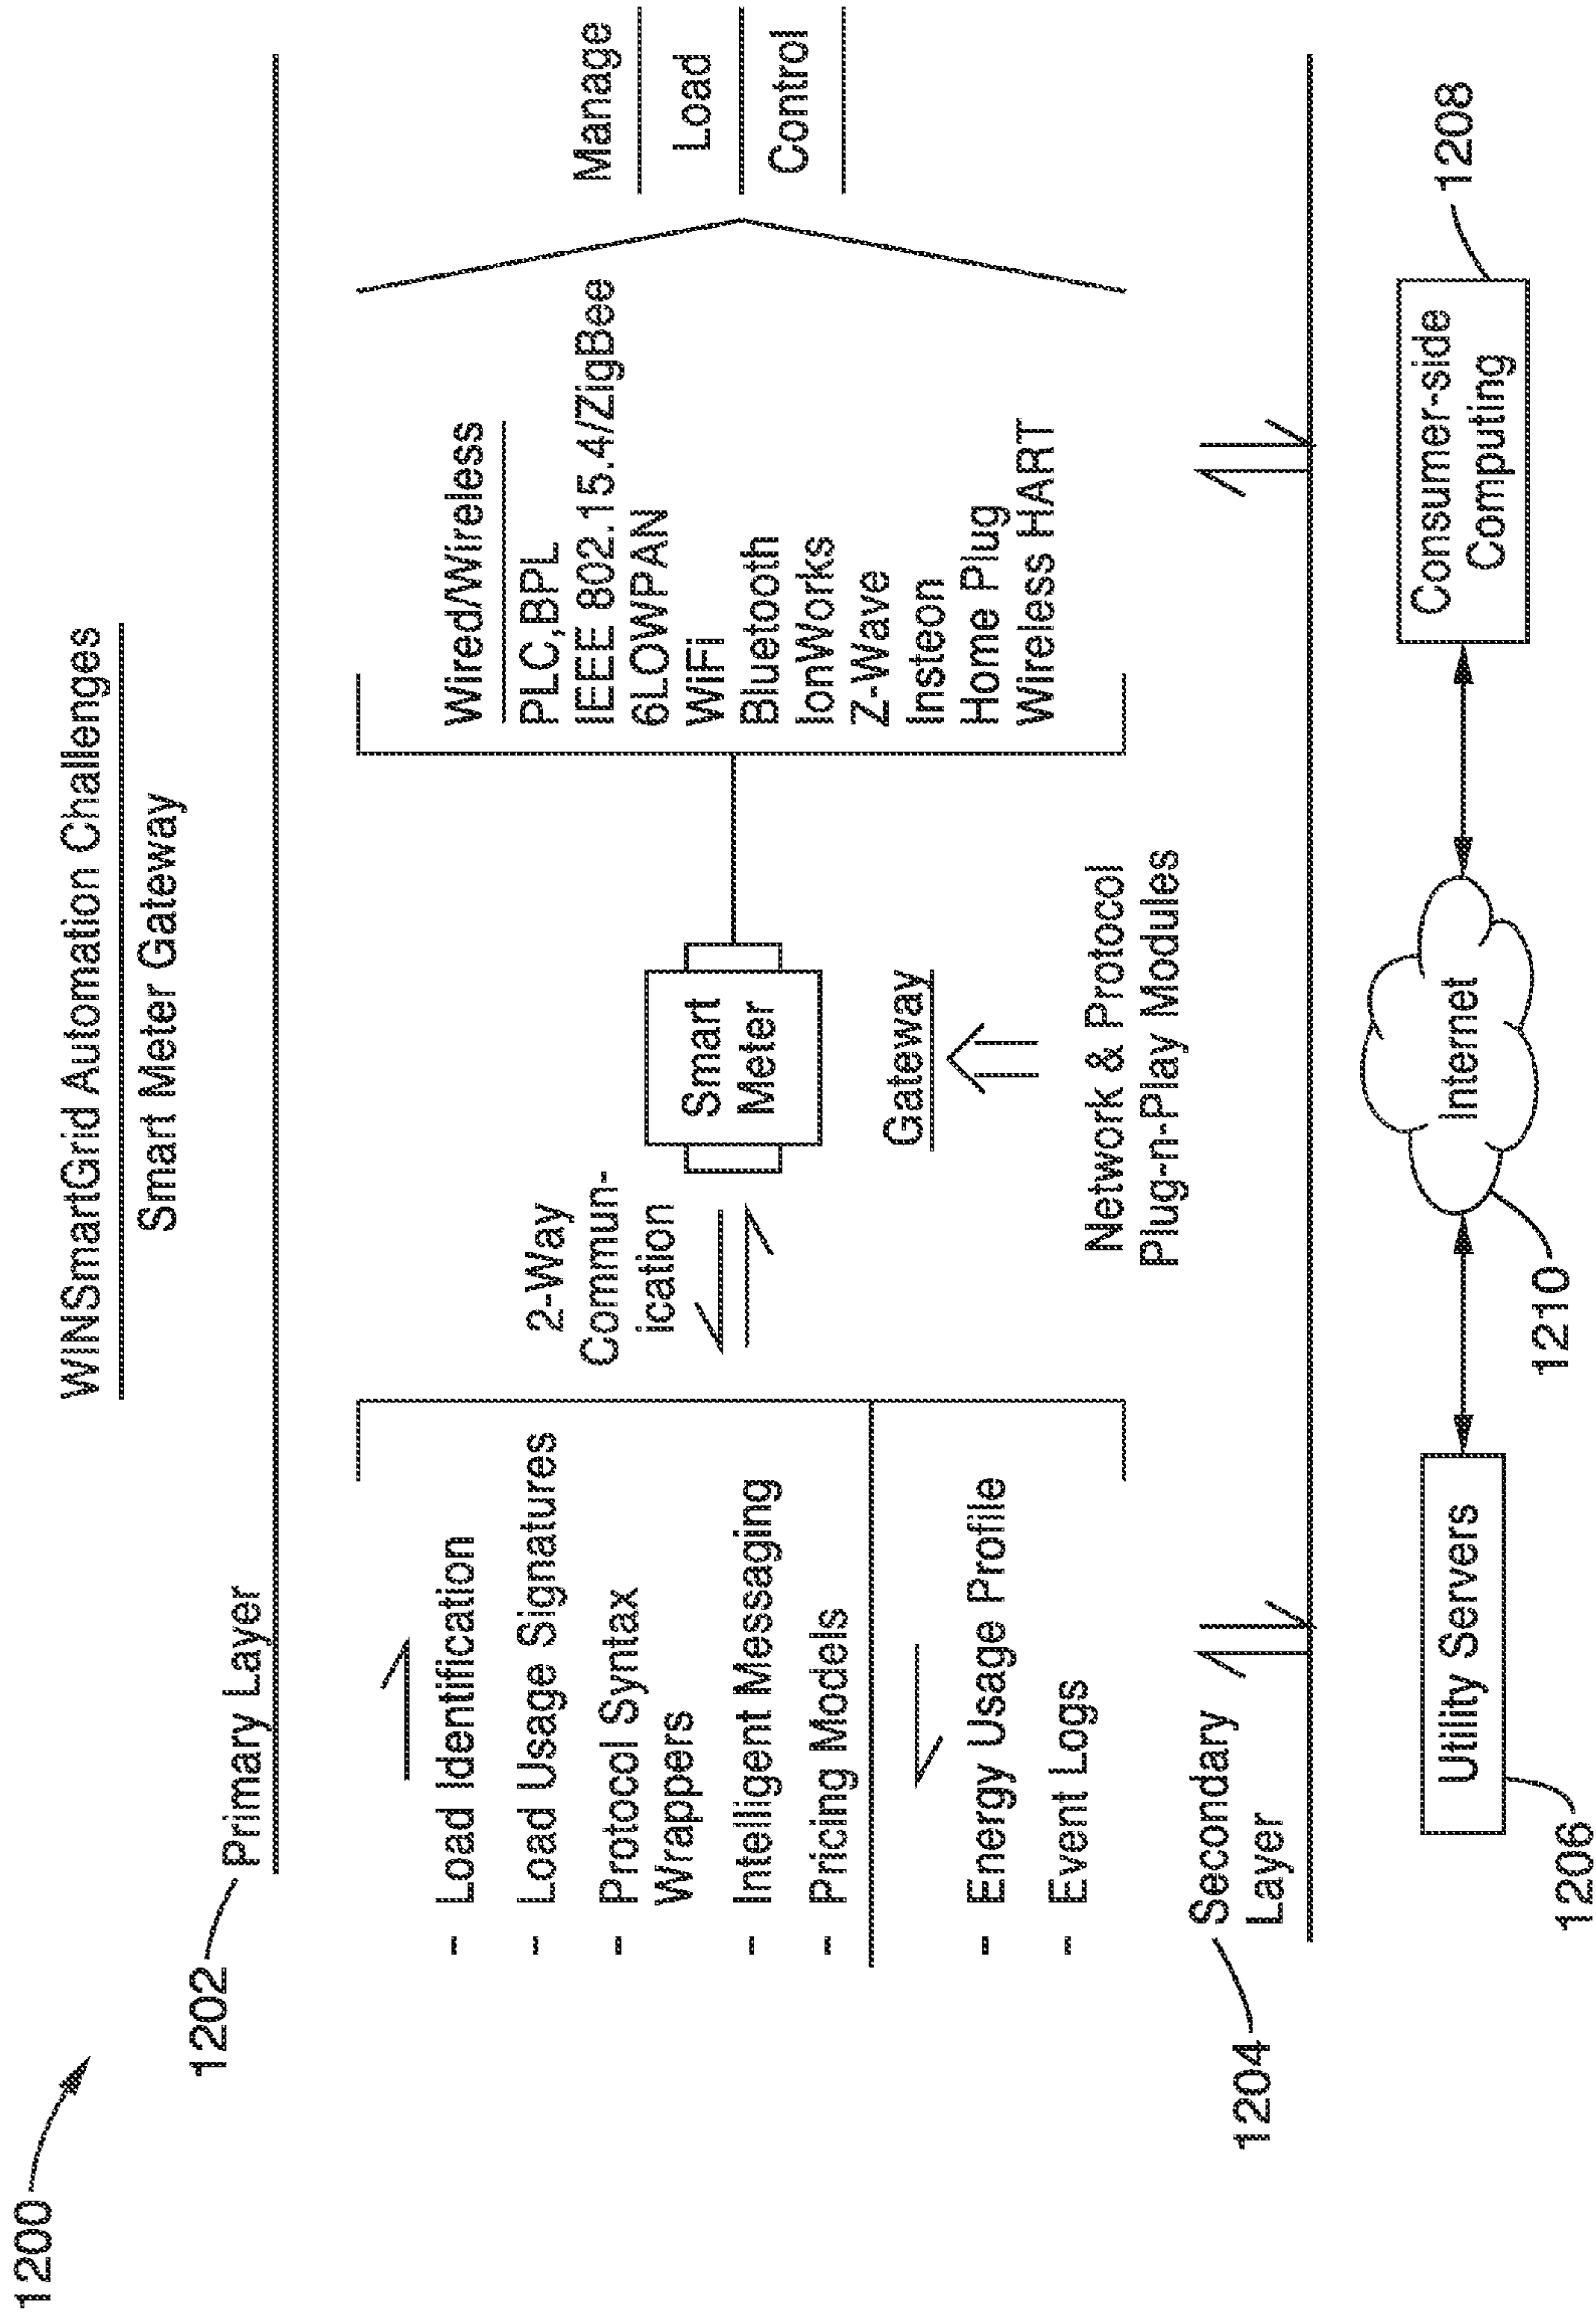 1200
WINSmartGrid Automation Challenges
Smart Meter Gateway
1202
Primary Layer
- Load Identification
- Load Usage Signatures
- Protocol Syntax
Wrappers
- Intelligent Messaging
- Pricing Models
- Energy Usage Profile
- Event Logs
2-Way
Commun-
ication
Smart
Meter
Gateway
Network & Protocol
Plug-n-Play Modules
Wired/Wireless
PLC,BPL
IEEE 802.15.4/ZigBee
6LOWPAN
WiFi
Bluetooth
IonWorks
Z-Wave
Insteon
Home Plug
Wireless HART
Manage
Load
Control
1204
Secondary
Layer
Utility Servers
1206
Internet
1210
Consumer-side
Computing
1208